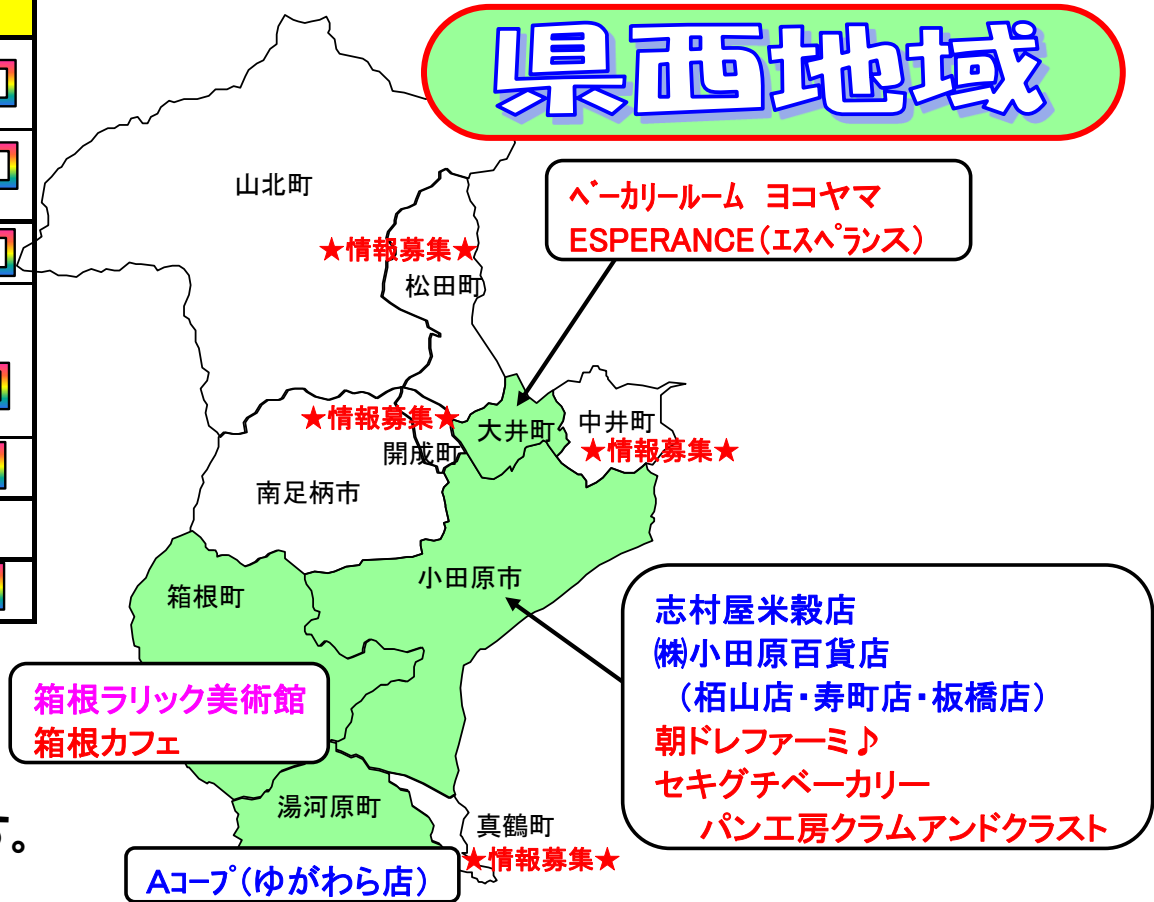 県西地域
山北町
ベーカリールーム ヨコヤマ
ESPERANCE(エスペランス)
★情報募集★
松田町
★情報募集★
大井町
中井町
開成町
★情報募集★
南足柄市
小田原市
箱根町
志村屋米穀店
㈱小田原百貨店
(栢山店・寿町店・板橋店)
朝ドレファーミ♪
セキグチベーカリー
パン工房クラムアンドクラスト
箱根ラリック美術館
箱根カフェ
湯河原町
真鶴町
★情報募集★
す。
Aコープ(ゆがわら店)